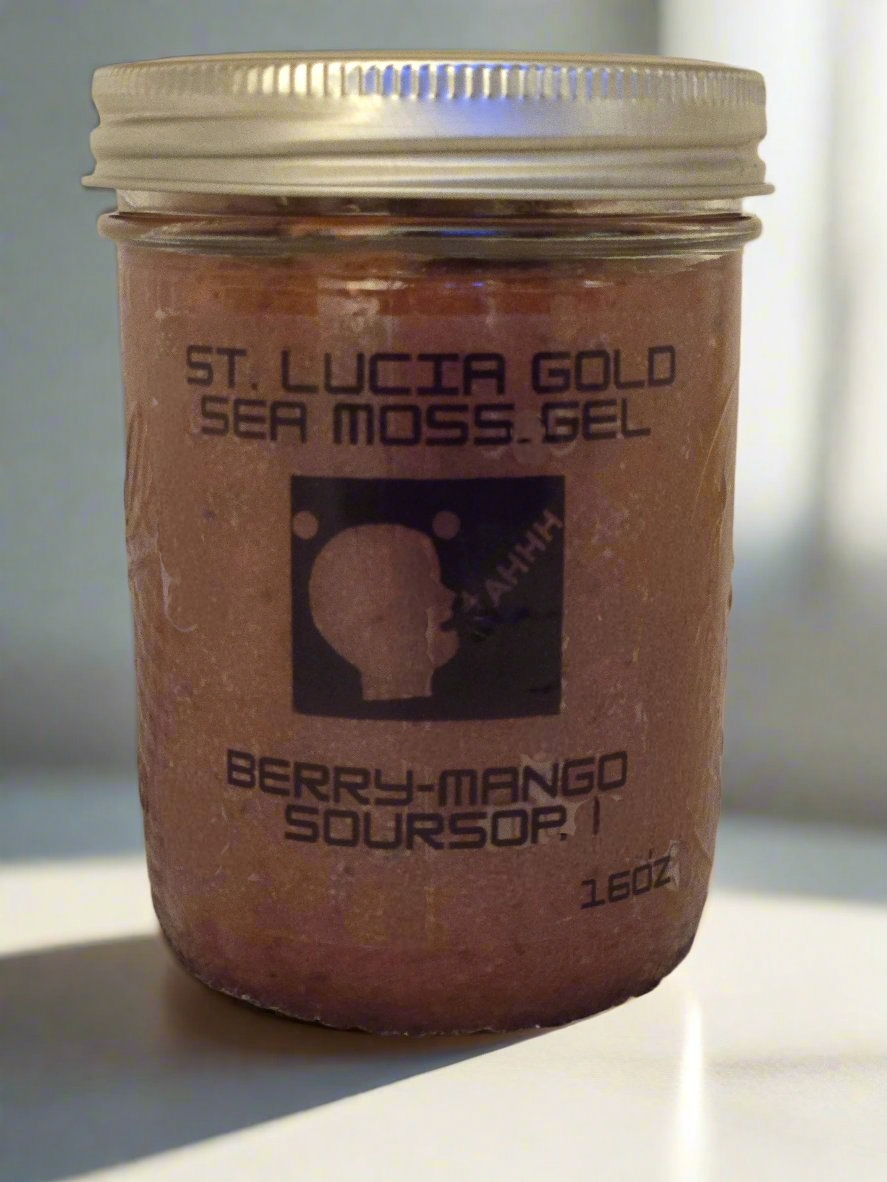 ST. LUCIA GOLD
SEA MOSS GEL
AHHH
BERRY-MANGO
SOURSOP
16OZ